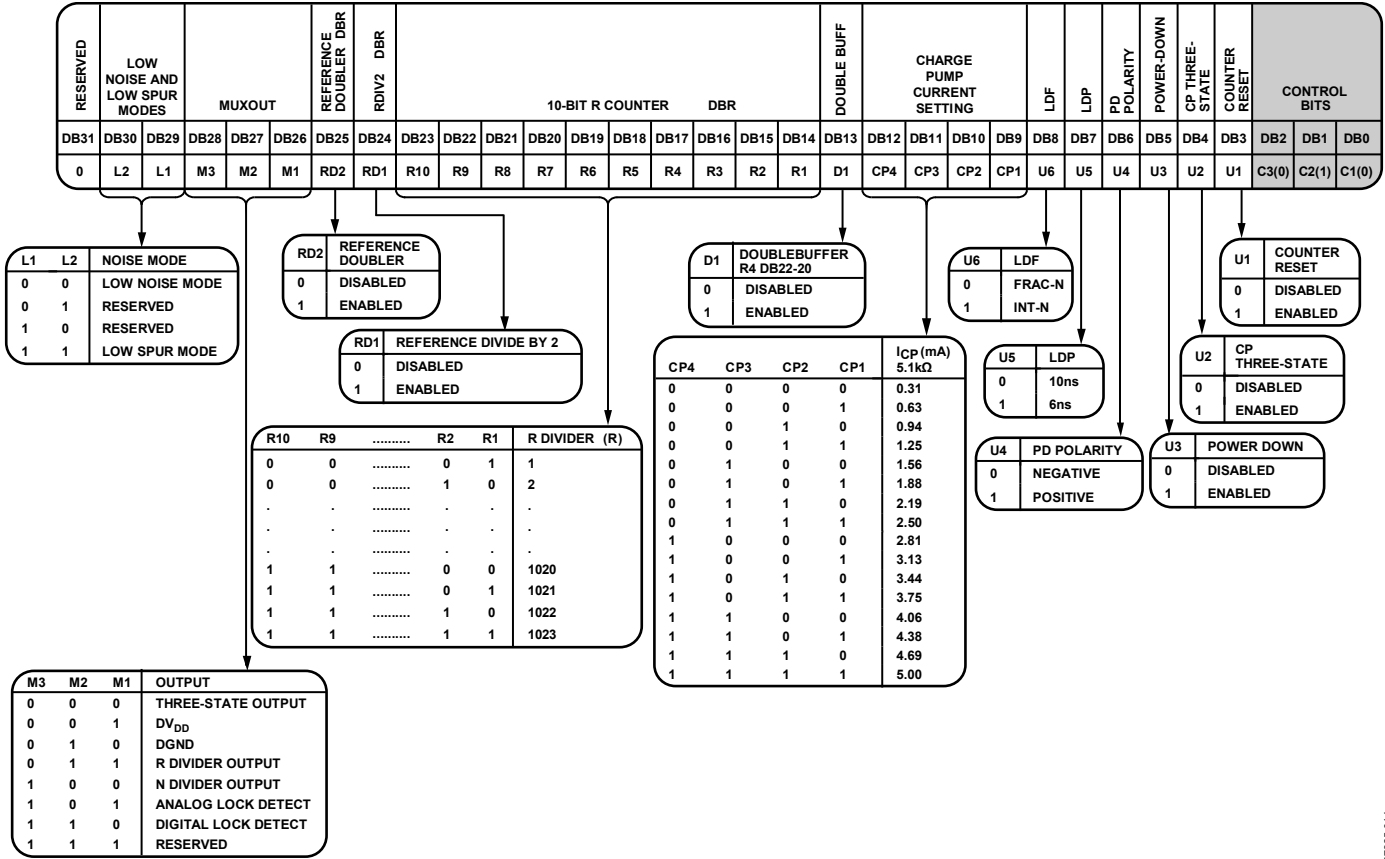 RESERVED
LOW NOISE AND LOW SPUR MODES
MUXOUT
REFERENCE DOUBLER DBR
RDIV2 DBR
10-BIT R COUNTER DBR
DOUBLE BUFF
CHARGE PUMP CURRENT SETTING
LDF
LDP
PD POLARITY
POWER-DOWN
CP THREE-STATE
COUNTER RESET
CONTROL BITS
DB31 DB30 DB29 DB28 DB27 DB26 DB25 DB24 DB23 DB22 DB21 DB20 DB19 DB18 DB17 DB16 DB15 DB14 DB13 DB12 DB11 DB10 DB9 DB8 DB7 DB6 DB5 DB4 DB3 DB2 DB1 DB0
0 L2 L1 M3 M2 M1 RD2 RD1 R10 R9 R8 R7 R6 R5 R4 R3 R2 R1 D1 CP4 CP3 CP2 CP1 U6 U5 U4 U3 U2 U1 C3(0) C2(1) C1(0)
L1 L2 NOISE MODE
0 0 LOW NOISE MODE
0 1 RESERVED
1 0 RESERVED
1 1 LOW SPUR MODE
RD2 REFERENCE DOUBLER
0 DISABLED
1 ENABLED
RD1 REFERENCE DIVIDE BY 2
0 DISABLED
1 ENABLED
R10 R9 .......... R2 R1 R DIVIDER (R)
0 0 .......... 0 1 1
0 0 .......... 1 0 2
. . .......... . . .
. . .......... . . .
. . .......... . . .
1 1 .......... 0 0 1020
1 1 .......... 0 1 1021
1 1 .......... 1 0 1022
1 1 .......... 1 1 1023
D1 DOUBLEBUFFER R4 DB22-20
0 DISABLED
1 ENABLED
CP4 CP3 CP2 CP1 ICP (mA) 5.1kΩ
0 0 0 0 0.31
0 0 0 1 0.63
0 0 1 0 0.94
0 0 1 1 1.25
0 1 0 0 1.56
0 1 0 1 1.88
0 1 1 0 2.19
0 1 1 1 2.50
1 0 0 0 2.81
1 0 0 1 3.13
1 0 1 0 3.44
1 0 1 1 3.75
1 1 0 0 4.06
1 1 0 1 4.38
1 1 1 0 4.69
1 1 1 1 5.00
U6 LDF
0 FRAC-N
1 INT-N
U5 LDP
0 10ns
1 6ns
U4 PD POLARITY
0 NEGATIVE
1 POSITIVE
U3 POWER DOWN
0 DISABLED
1 ENABLED
U2 CP THREE-STATE
0 DISABLED
1 ENABLED
U1 COUNTER RESET
0 DISABLED
1 ENABLED
M3 M2 M1 OUTPUT
0 0 0 THREE-STATE OUTPUT
0 0 1 DVDD
0 1 0 DGND
0 1 1 R DIVIDER OUTPUT
1 0 0 N DIVIDER OUTPUT
1 0 1 ANALOG LOCK DETECT
1 1 0 DIGITAL LOCK DETECT
1 1 1 RESERVED